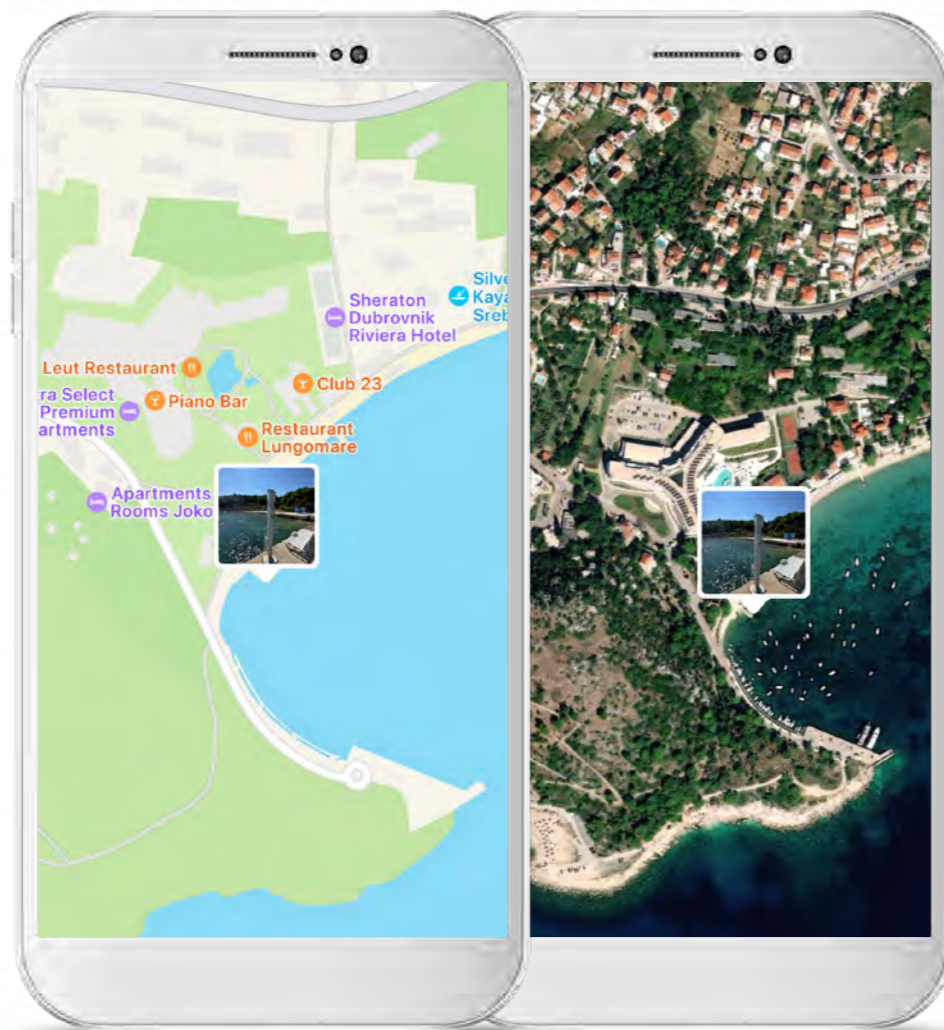 Silve
Kaya
Sreb
Sheraton
Dubrovnik
Riviera Hotel
Leut Restaurant
Club 23
tra Select
Premium
artments
Piano Bar
Restaurant
Lungomare
Apartments
Rooms Joko